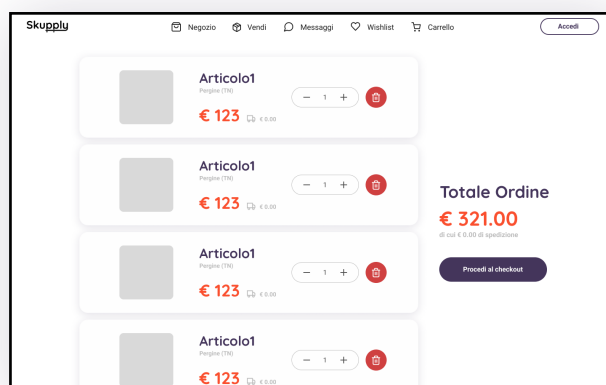 Skupply
Negozio Vendi Messaggi Wishlist Carrello Accedi
Articolo1
Pergine (TN)
− 1 +
€ 123 € 0.00
Articolo1
Pergine (TN)
− 1 +
€ 123 € 0.00
Totale Ordine
€ 321.00
di cui € 0.00 di spedizione
Procedi al checkout
Articolo1
Pergine (TN)
− 1 +
€ 123 € 0.00
Articolo1
Pergine (TN)
− 1 +
€ 123 € 0.00